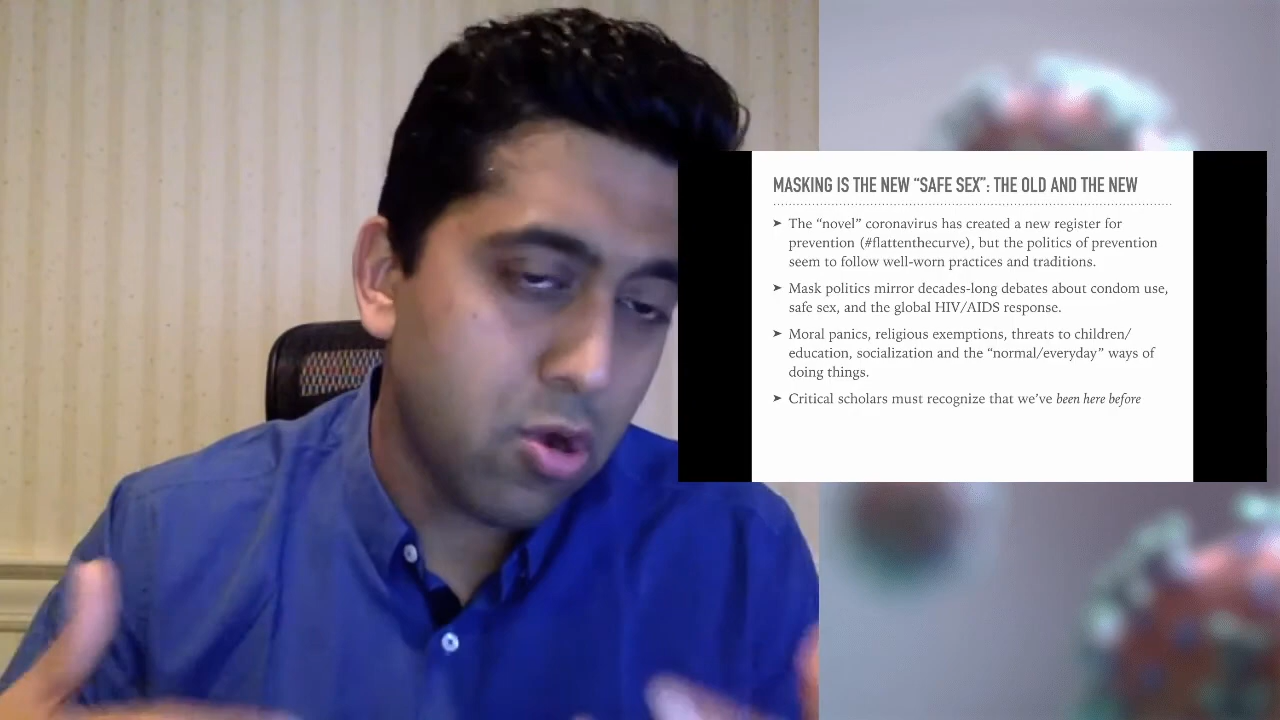 MASKING IS THE NEW “SAFE SEX”: THE OLD AND THE NEW
➤ The “novel” coronavirus has created a new register for
prevention (#flattenthecurve), but the politics of prevention
seem to follow well-worn practices and traditions.
➤ Mask politics mirror decades-long debates about condom use,
safe sex, and the global HIV/AIDS response.
➤ Moral panics, religious exemptions, threats to children/
education, socialization and the “normal/everyday” ways of
doing things.
➤ Critical scholars must recognize that we’ve been here before